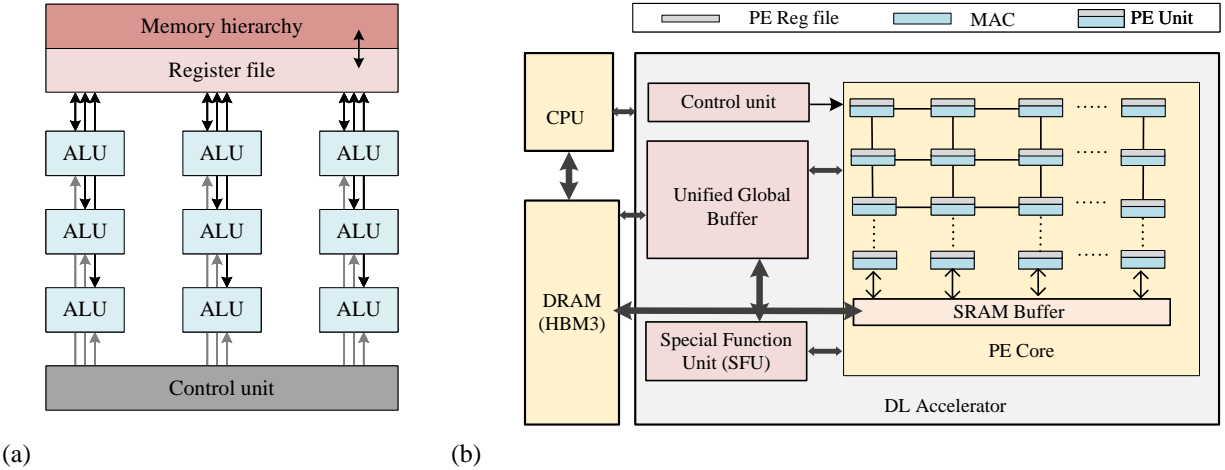 Memory hierarchy
Register file
ALU ALU ALU
ALU ALU ALU
ALU ALU ALU
Control unit
(a)
PE Reg file MAC PE Unit
CPU
DRAM
(HBM3)
Control unit
Unified Global
Buffer
Special Function
Unit (SFU)
SRAM Buffer
PE Core
DL Accelerator
(b)